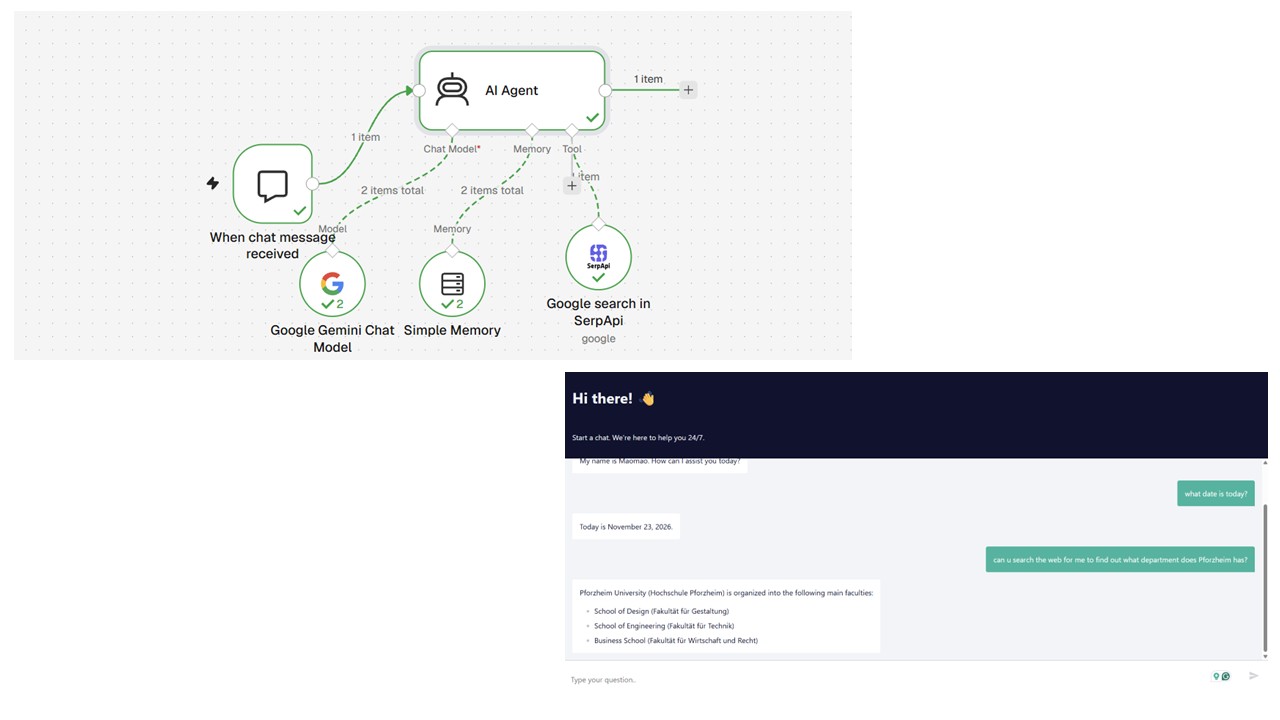 AI Agent
1 item
1 item
Chat Model*
Memory
Tool
item
2 items total
2 items total
Model
Memory
When chat message
received
SerpApi
2
2
Google Gemini Chat
Model
Simple Memory
Google search in
SerpApi
google
Hi there! 👋
Start a chat. We're here to help you 24/7.
My name is Maomao. How can I assist you today?
what date is today?
Today is November 23, 2026.
can u search the web for me to find out what department does Pforzheim has?
Pforzheim University (Hochschule Pforzheim) is organized into the following main faculties:
• School of Design (Fakultät für Gestaltung)
• School of Engineering (Fakultät für Technik)
• Business School (Fakultät für Wirtschaft und Recht)
Type your question..